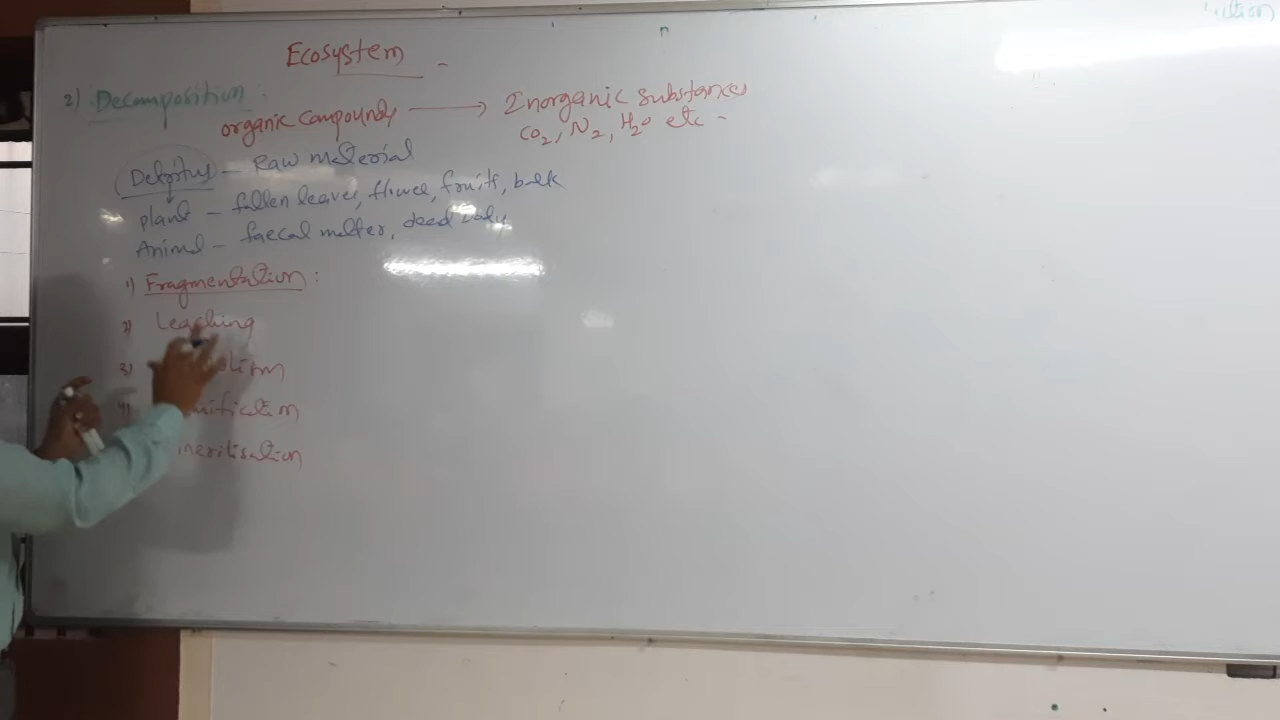 Ecosystem
2) Decomposition :
organic compounds → Inorganic substances
CO2, N2, H2O etc -
Detritus - Raw material
plant - fallen leaves, flower, fruits,
Animal - faecal matter, dead body
1) Fragmentation :
2) Leaching
3)
4)